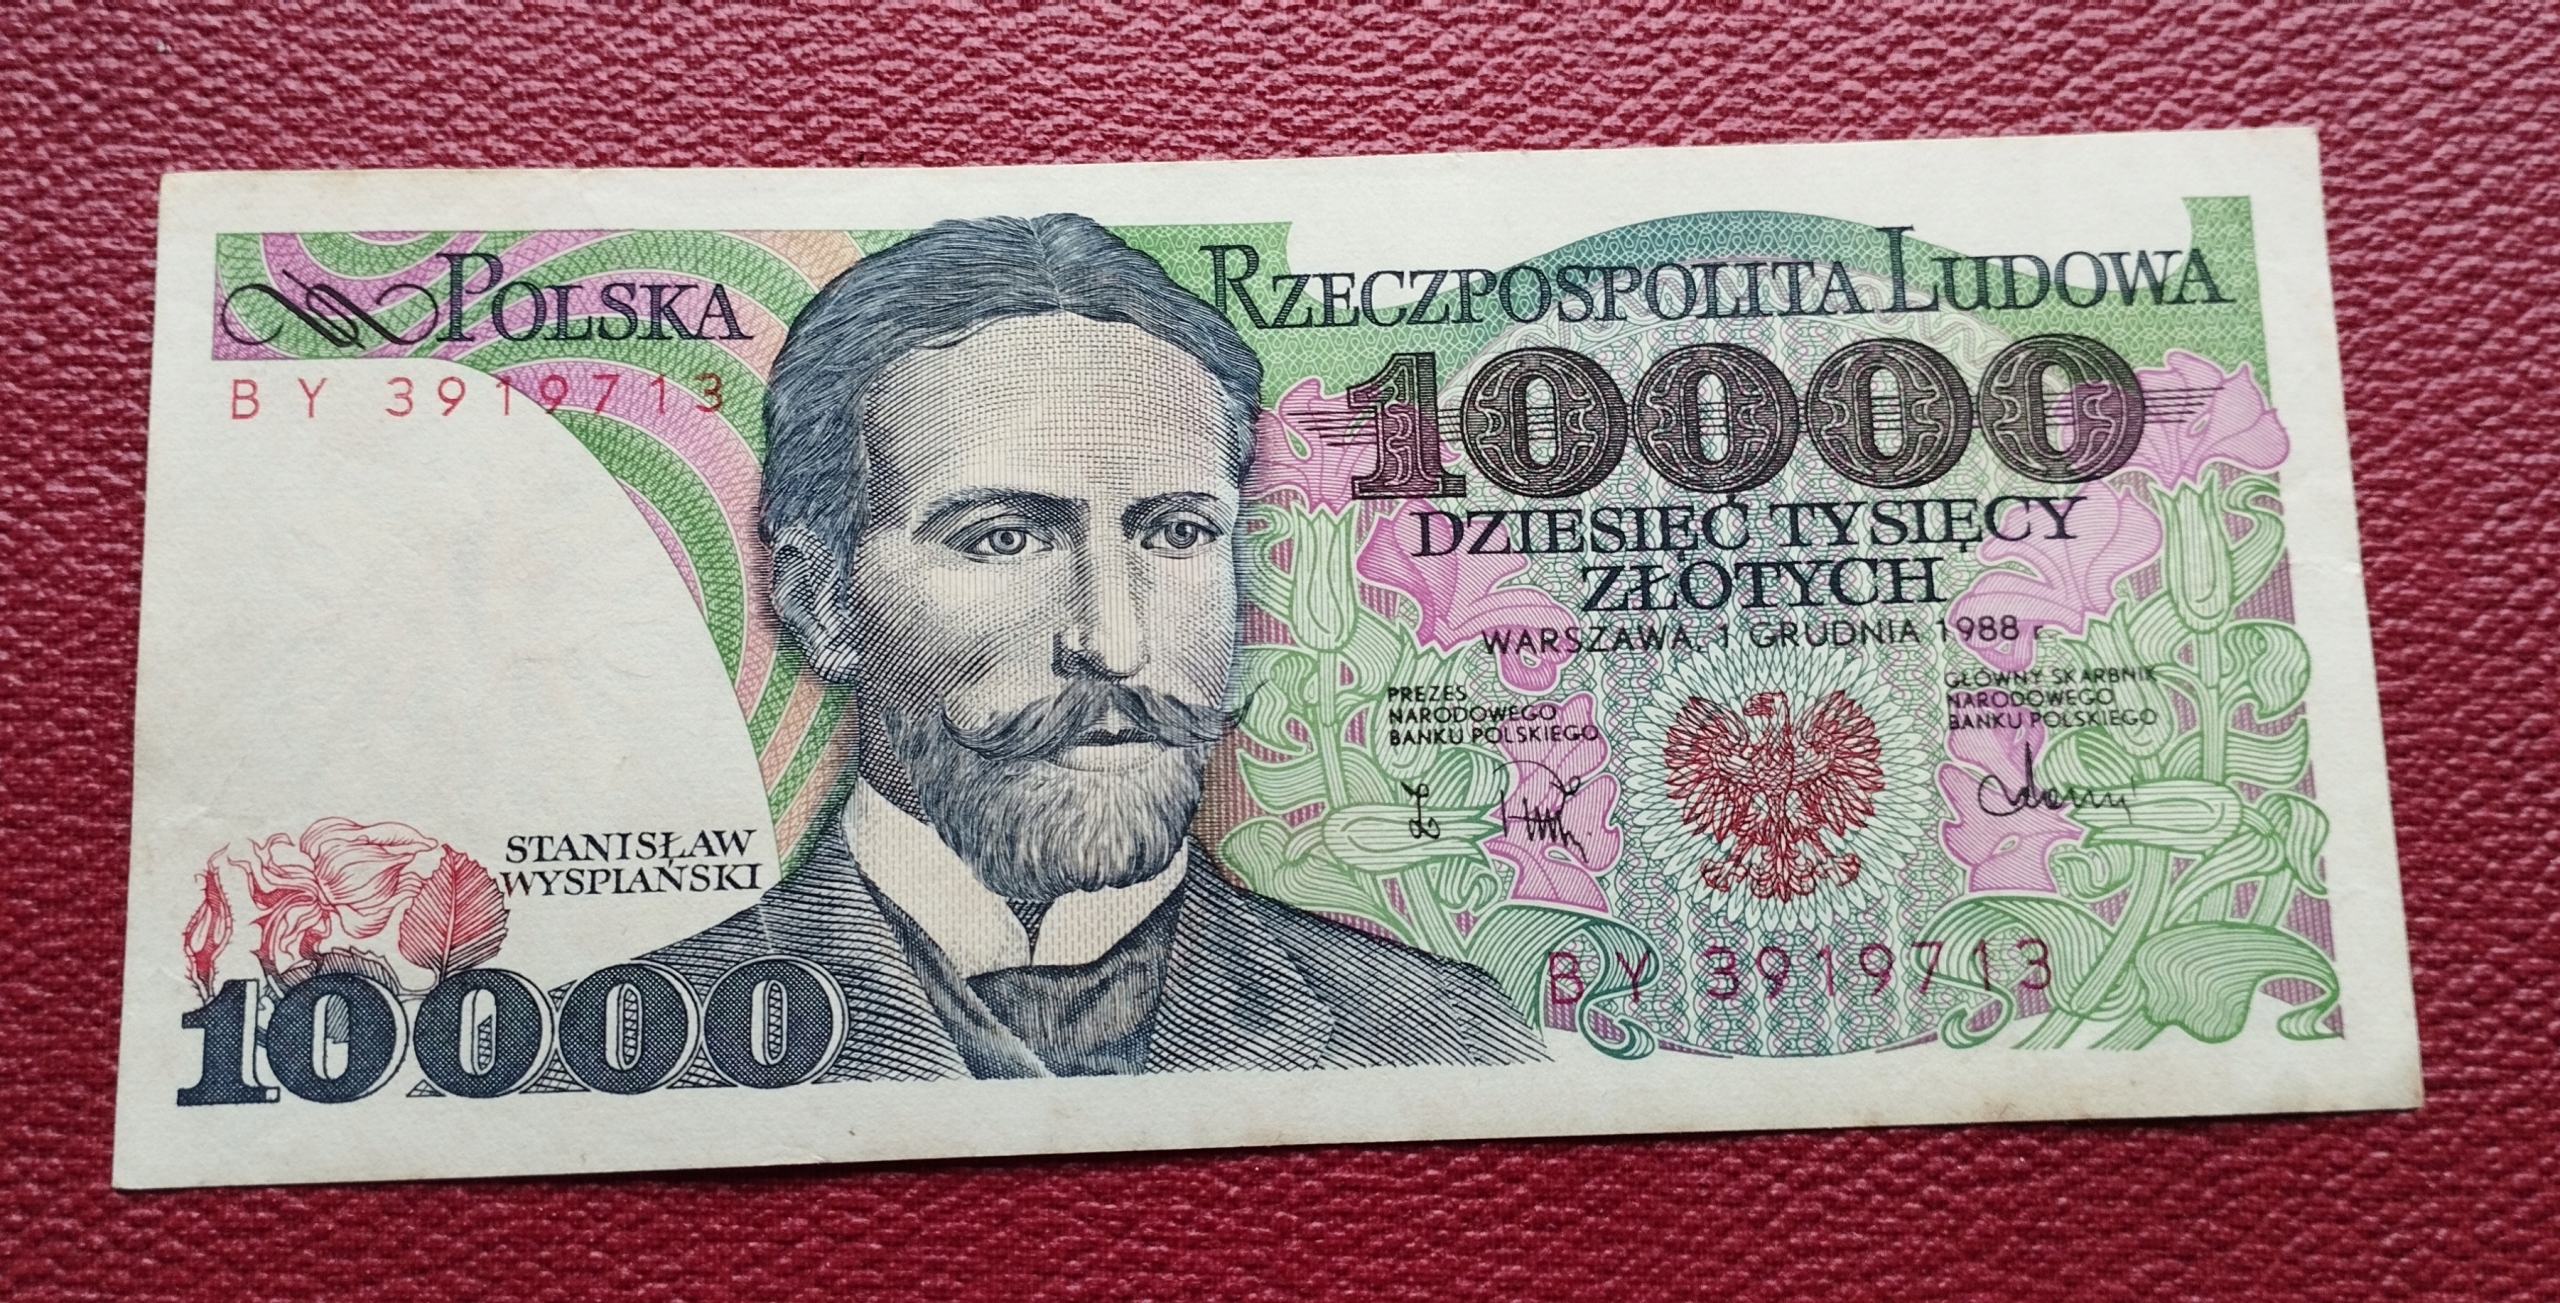 POLSKA RZECZPOSPOLITA LUDOWA
BY 3919713
10000
DZIESIĘĆ TYSIĘCY
ZŁOTYCH
WARSZAWA, 1 GRUDNIA 1988 r.
PREZES
NARODOWEGO
BANKU POLSKIEGO
GŁÓWNY SKARBNIK
NARODOWEGO
BANKU POLSKIEGO
STANISŁAW
WYSPIAŃSKI
BY 3919713
10000